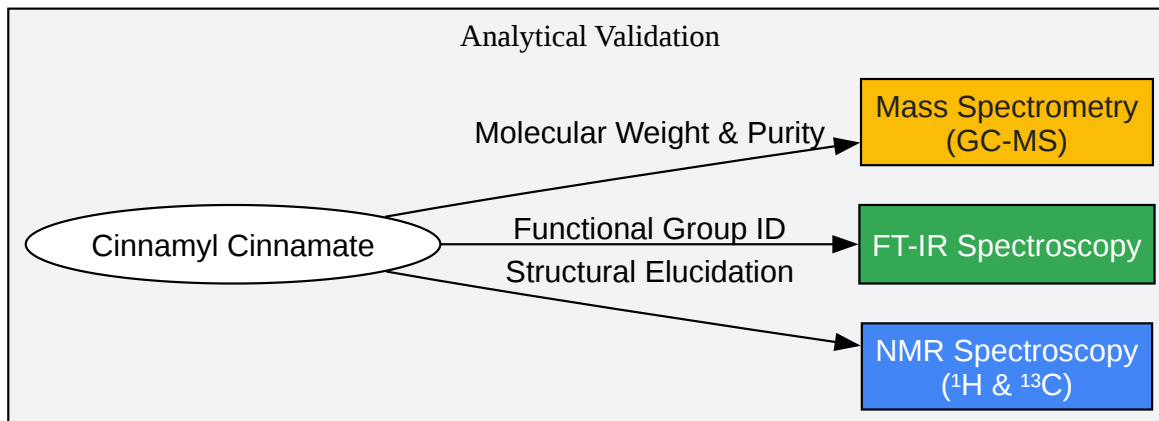 Analytical Validation
Mass Spectrometry
(GC-MS)
Molecular Weight & Purity
Cinnamyl Cinnamate
Functional Group ID
FT-IR Spectroscopy
Structural Elucidation
NMR Spectroscopy
(¹H & ¹³C)